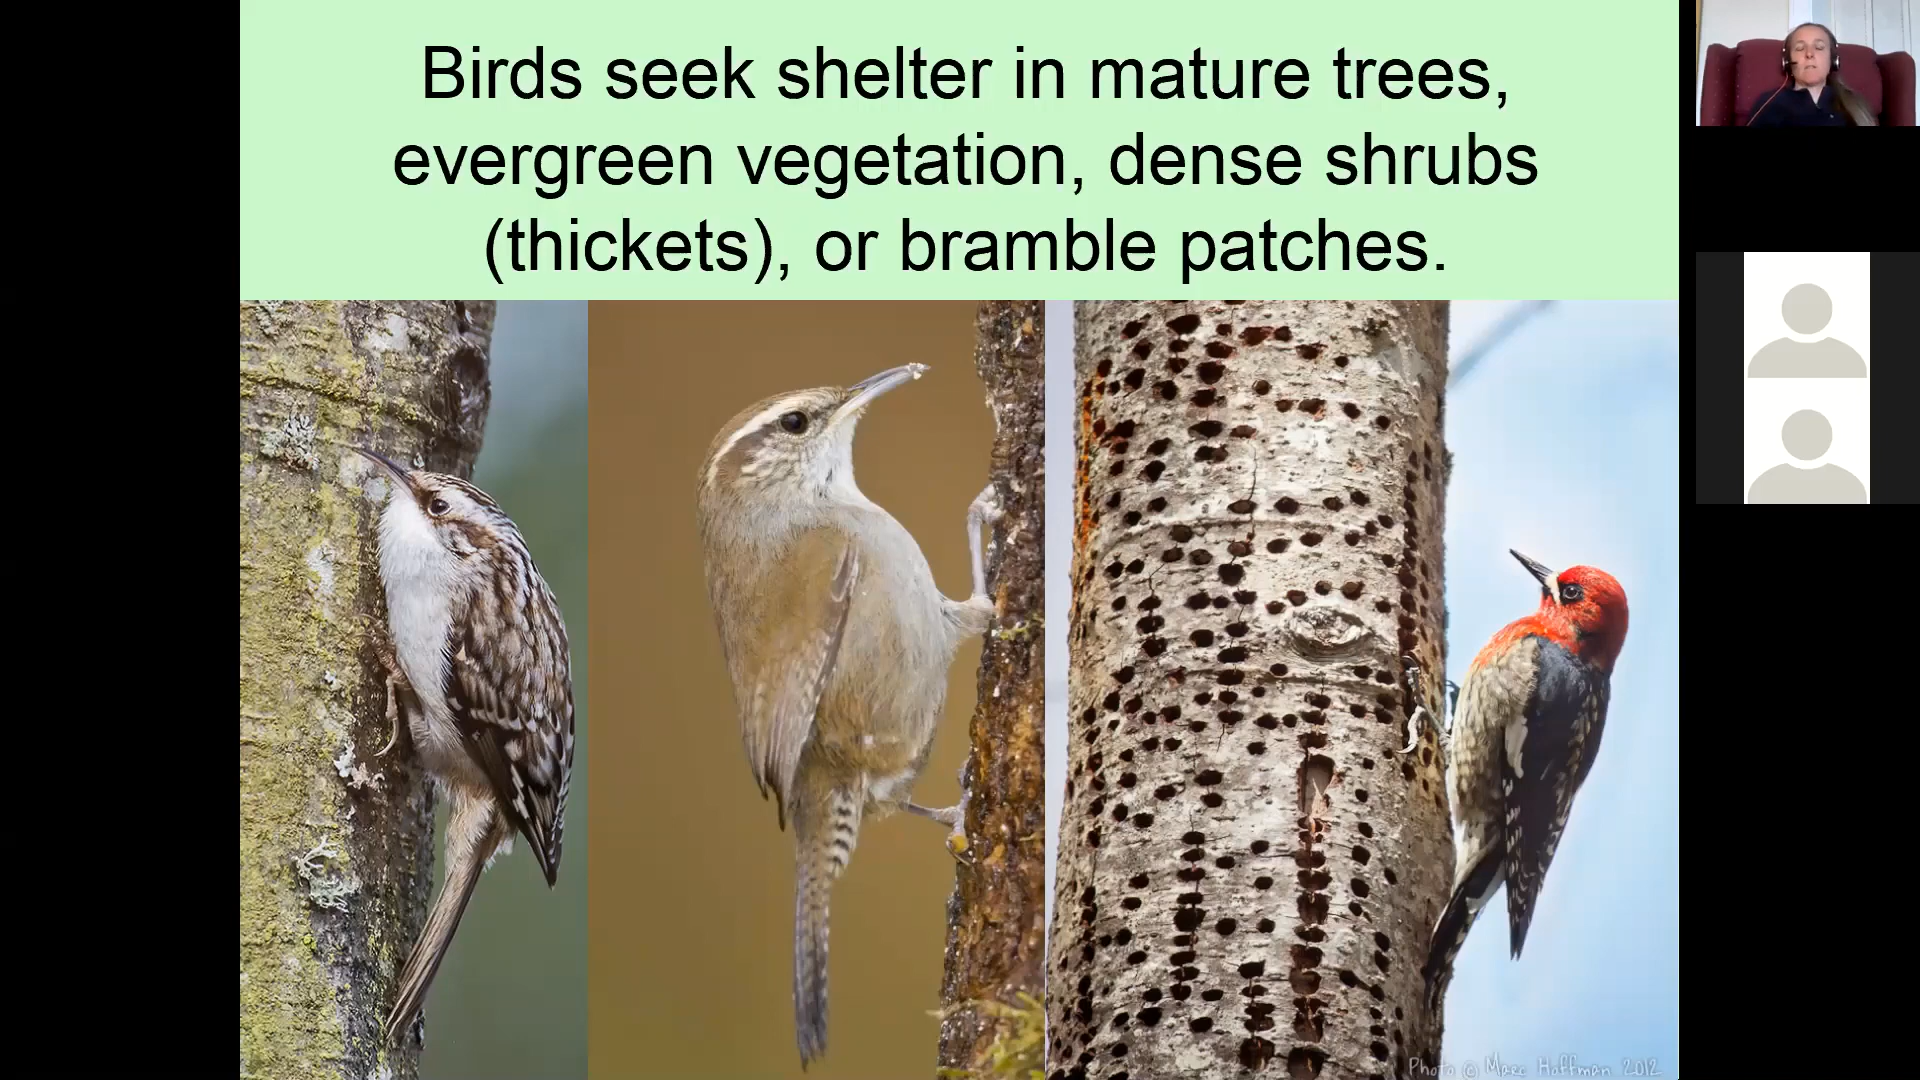 Birds seek shelter in mature trees,
evergreen vegetation, dense shrubs
(thickets), or bramble patches.
Photo © Marc Hoffman 2012